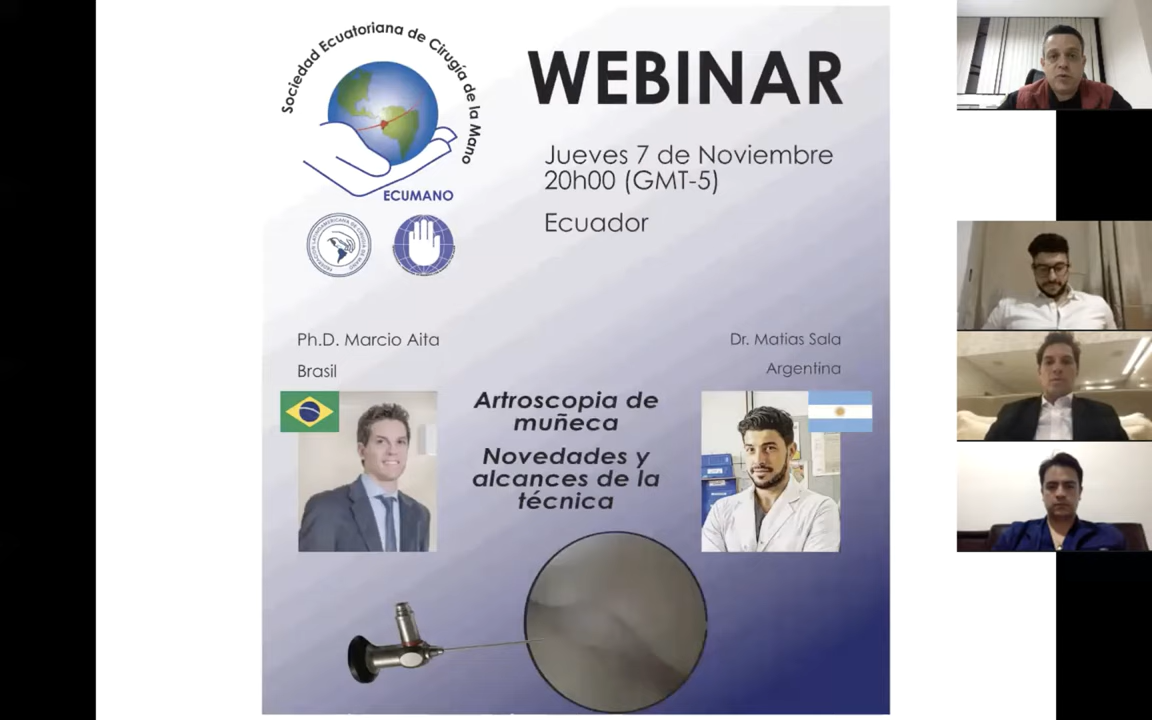 Sociedad Ecuatoriana de Cirugía de la Mano
ECUMANO
WEBINAR
Jueves 7 de Noviembre
20h00 (GMT-5)
Ecuador
Ph.D. Marcio Aita
Brasil
Dr. Matias Sala
Argentina
Artroscopia de
muñeca
Novedades y
alcances de la
técnica